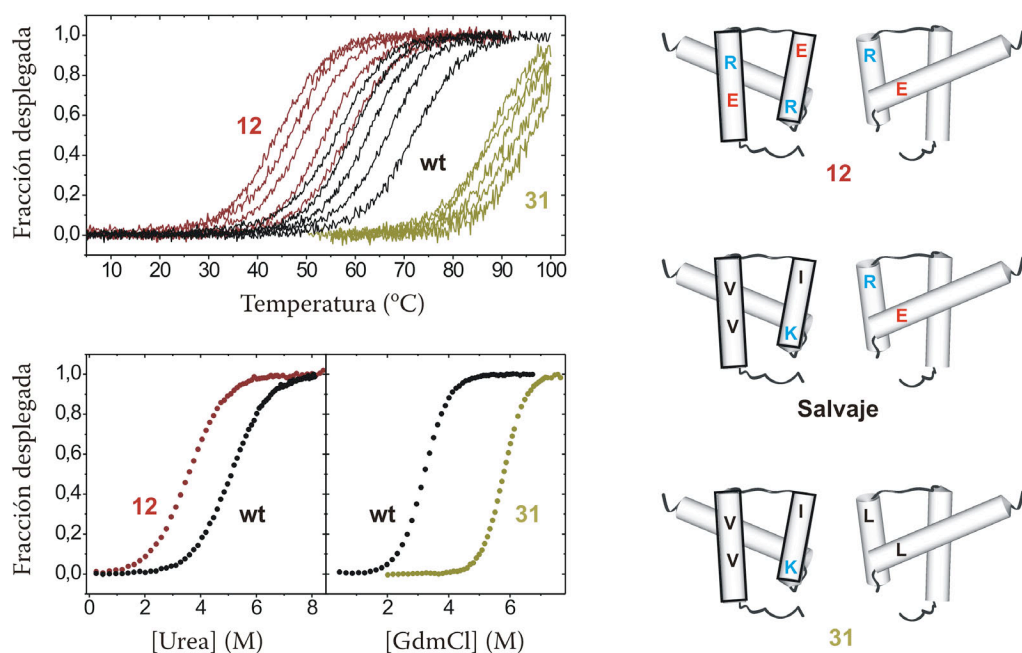 Fracción desplegada
1,0
0,8
0,6
0,4
0,2
0,0
12
wt
31
10 20 30 40 50 60 70 80 90 100
Temperatura (ºC)
Fracción desplegada
1,0
0,8
0,6
0,4
0,2
0,0
12
wt
wt
31
0 2 4 6 8 2 4 6
[Urea] (M)
[GdmCl] (M)
R E R
E R E
12
V I R
V K E
Salvaje
V I L
V K L
31